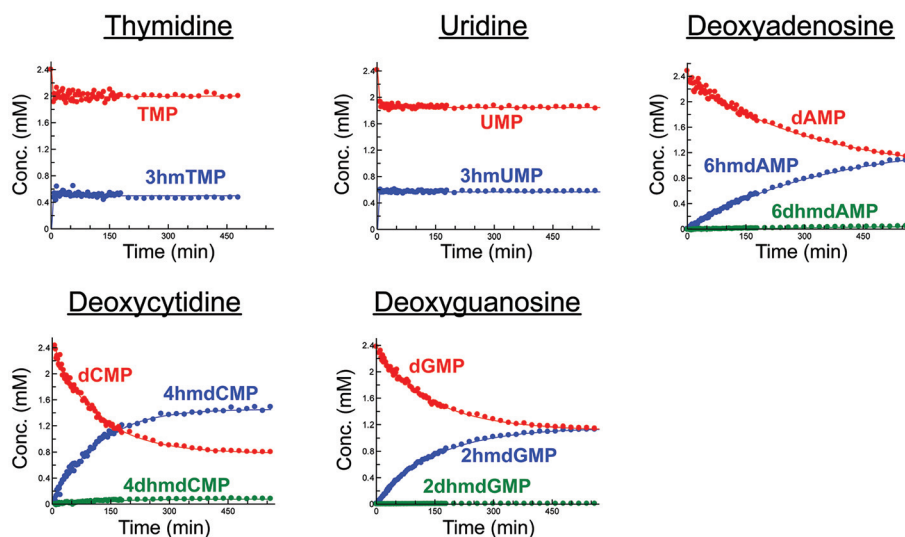 Thymidine
Uridine
Deoxyadenosine
Conc. (mM)
2.4
2
1.6
1.2
0.8
0.4
0
TMP
3hmTMP
0
150
300
450
Time (min)
Conc. (mM)
2.4
2
1.6
1.2
0.8
0.4
0
UMP
3hmUMP
0
150
300
450
Time (min)
Conc. (mM)
2.4
2
1.6
1.2
0.8
0.4
0
dAMP
6hmdAMP
6dhmdAMP
0
150
300
450
Time (min)
Deoxycytidine
Deoxyguanosine
Conc. (mM)
2.4
2
1.6
1.2
0.8
0.4
0
dCMP
4hmdCMP
4dhmdCMP
0
150
300
450
Time (min)
Conc. (mM)
2.4
2
1.6
1.2
0.8
0.4
0
dGMP
2hmdGMP
2dhmdGMP
0
150
300
450
Time (min)